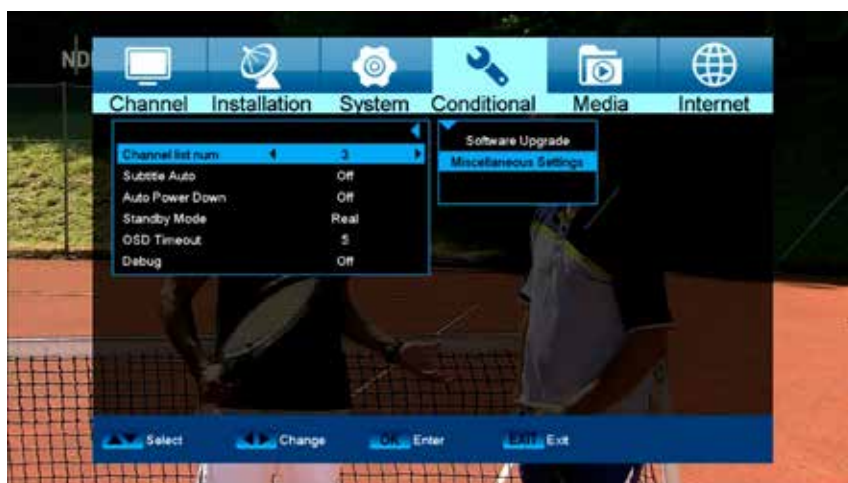 ND
Channel Installation System Conditional Media Internet
Software Upgrade
Miscellaneous Settings
Channel list num 3
Subtitle Auto Off
Auto Power Down Off
Standby Mode Real
OSD Timeout 5
Debug Off
Select Change OK Enter EXIT Exit